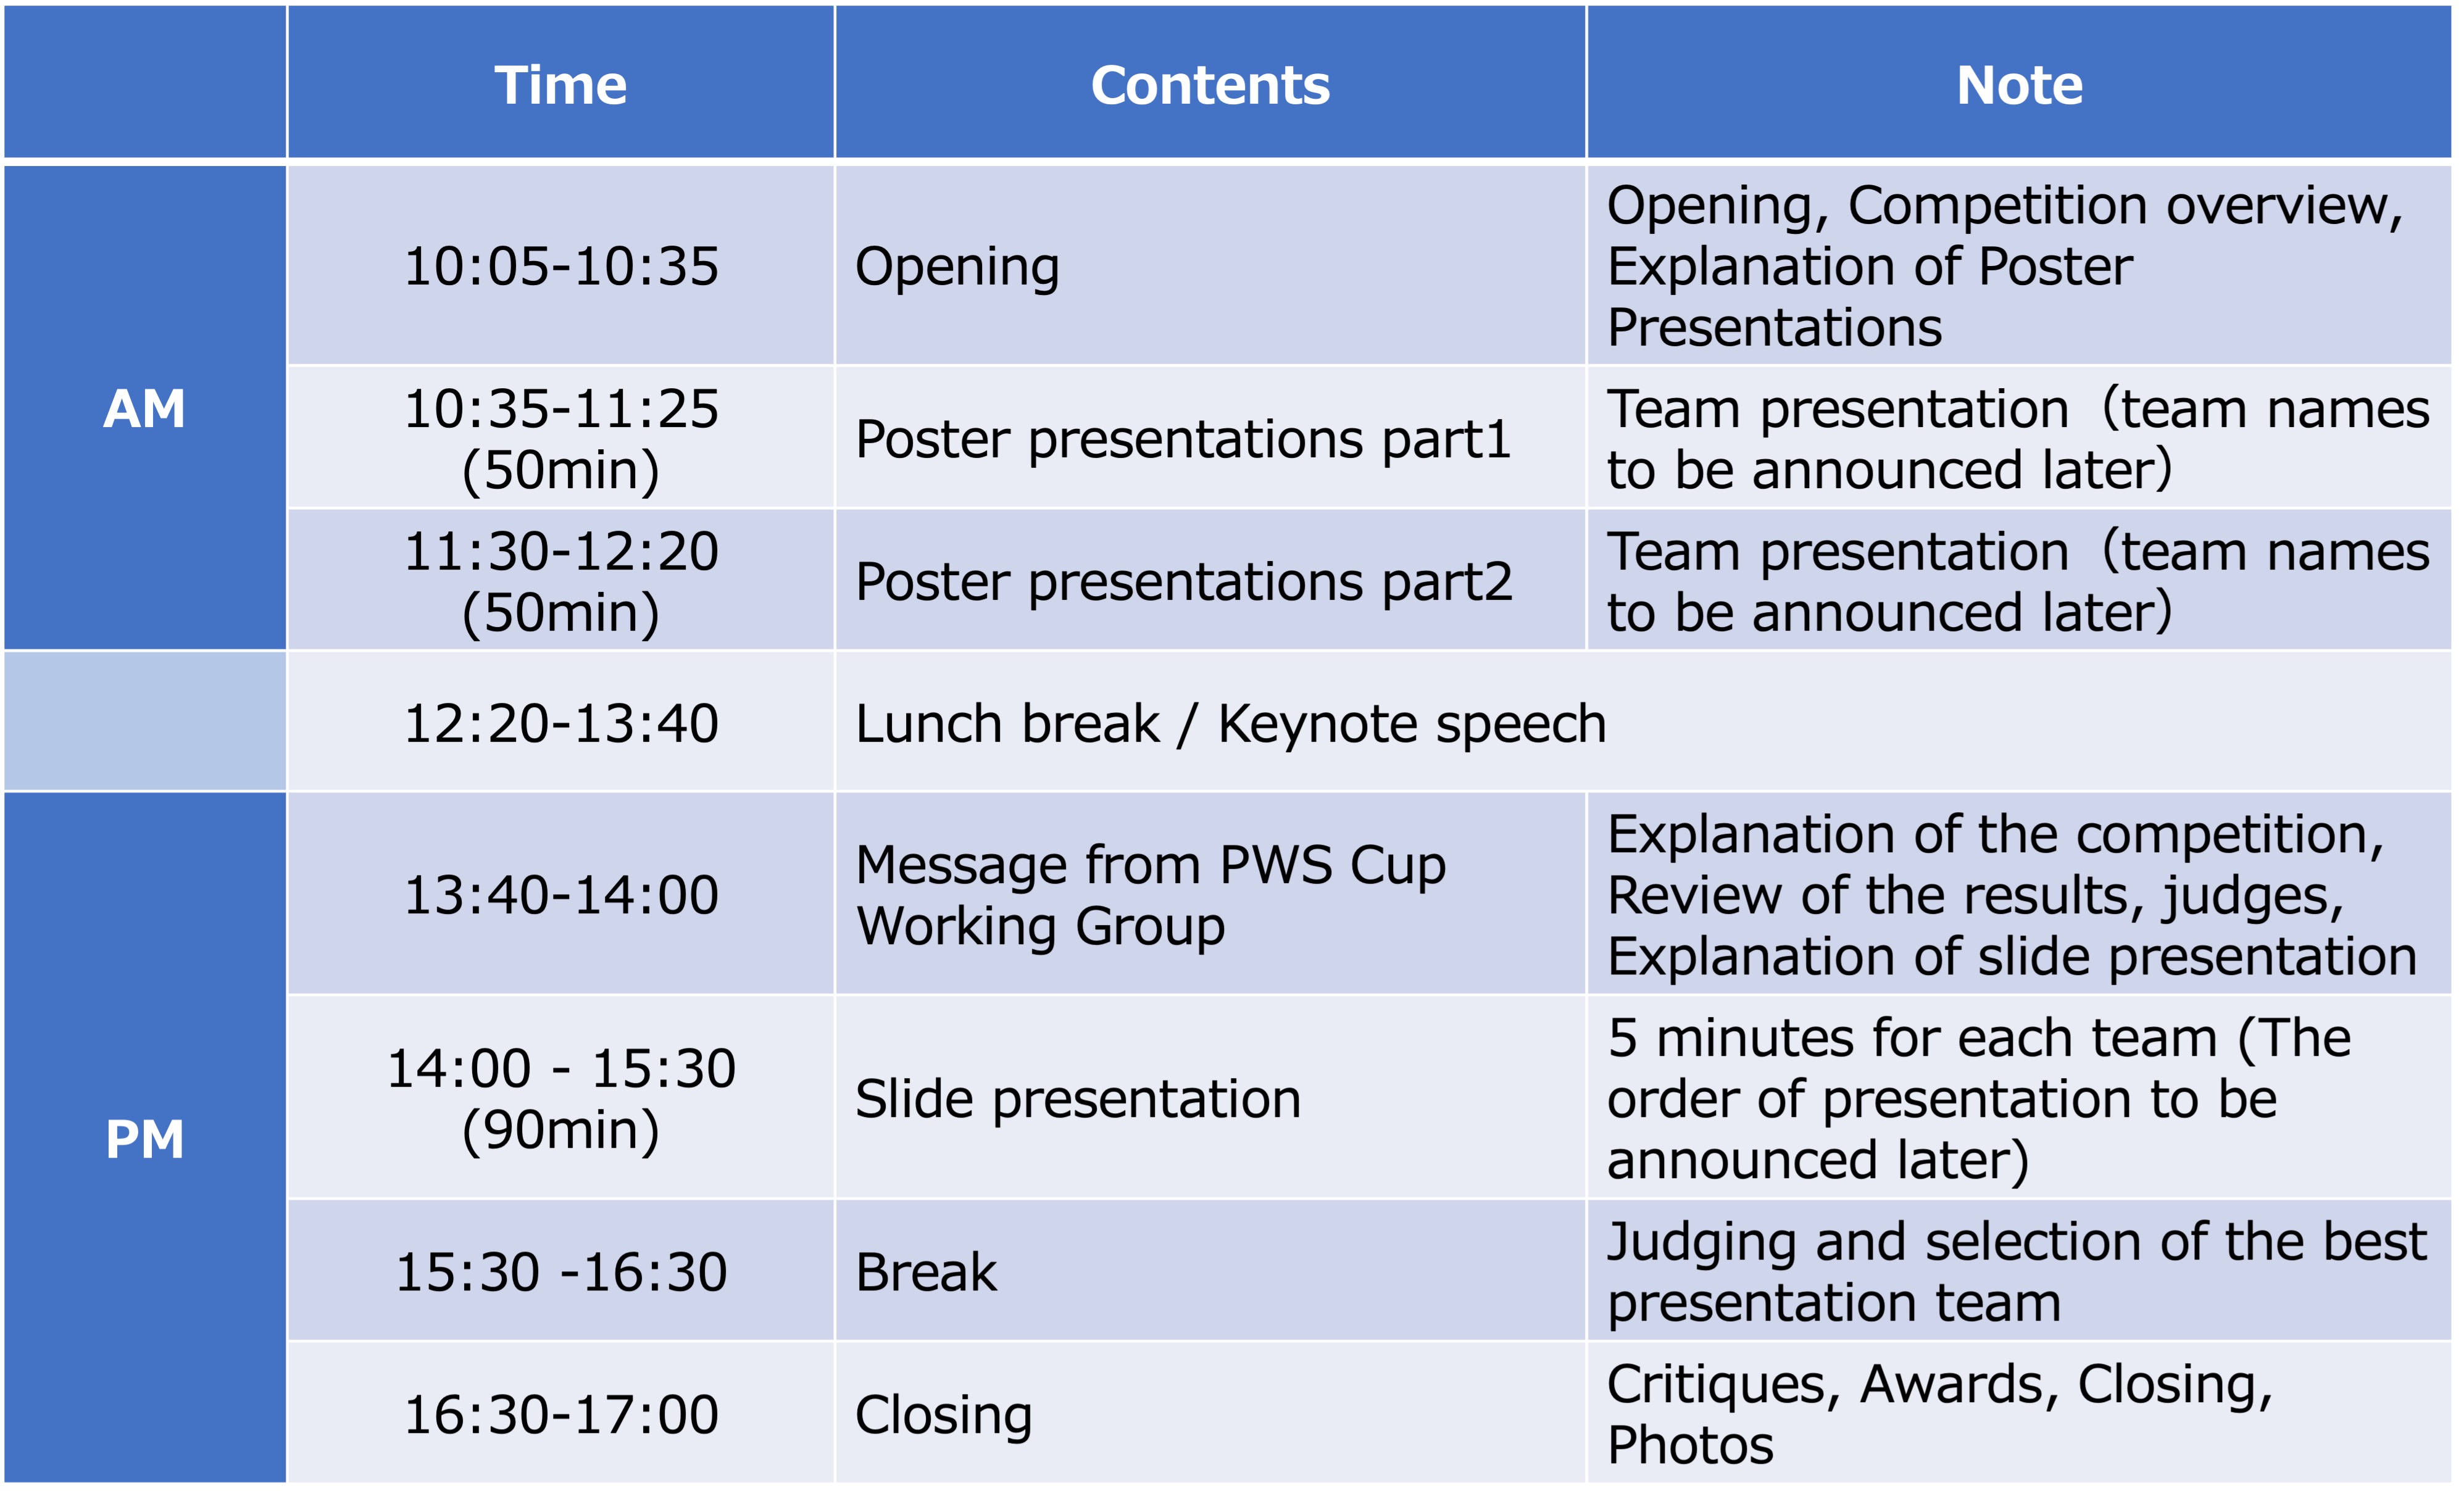 Time Contents Note
AM
10:05-10:35
Opening
Opening, Competition overview,
Explanation of Poster
Presentations
10:35-11:25
(50min)
Poster presentations part1
Team presentation（team names
to be announced later）
11:30-12:20
(50min)
Poster presentations part2
Team presentation（team names
to be announced later）
12:20-13:40
Lunch break / Keynote speech
PM
13:40-14:00
Message from PWS Cup
Working Group
Explanation of the competition,
Review of the results, judges,
Explanation of slide presentation
14:00 - 15:30
(90min)
Slide presentation
5 minutes for each team (The
order of presentation to be
announced later)
15:30 -16:30
Break
Judging and selection of the best
presentation team
16:30-17:00
Closing
Critiques, Awards, Closing,
Photos